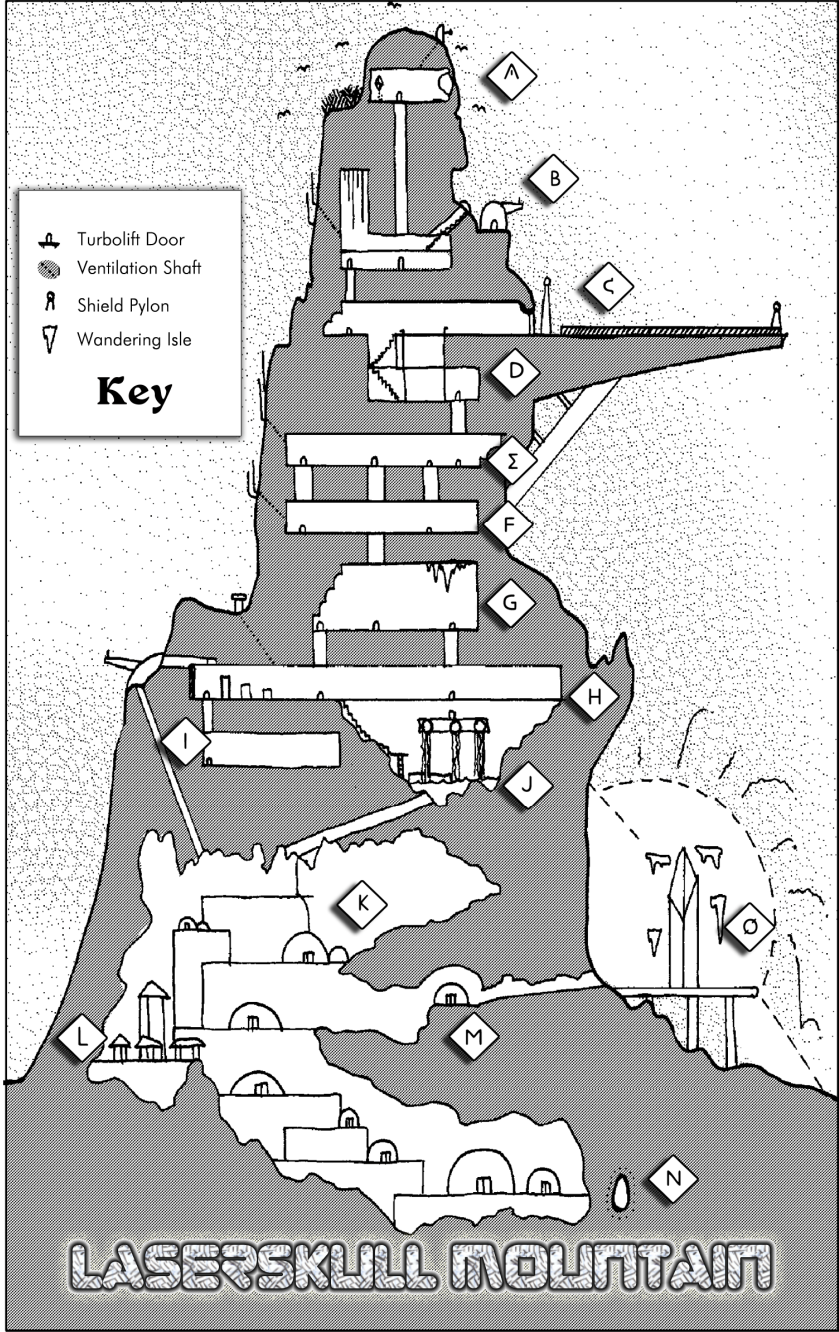 A
B
C
Turbolift Door
Ventilation Shaft
Shield Pylon
Wandering Isle
Key
D
Σ
F
G
H
I
J
K
Ø
L
M
N
LASERSKULL MOUNTAIN